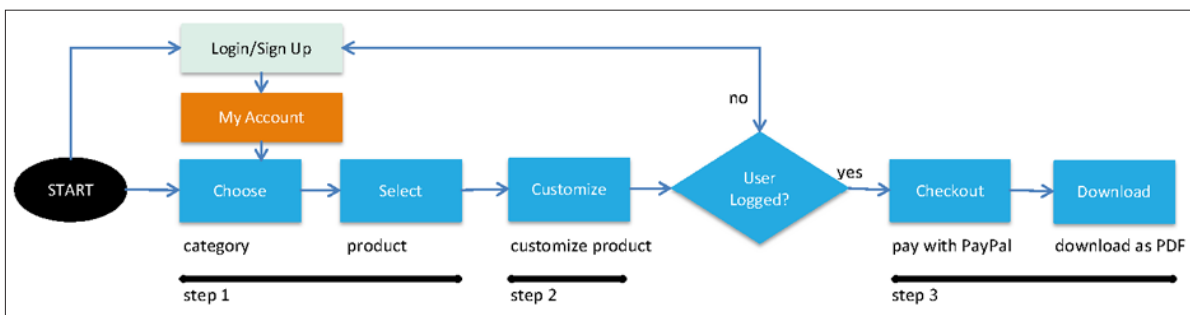 Login/Sign Up
no
My Account
START
Choose
Select
Customize
User
Logged?
yes
Checkout
Download
category
product
customize product
pay with PayPal
download as PDF
step 1
step 2
step 3